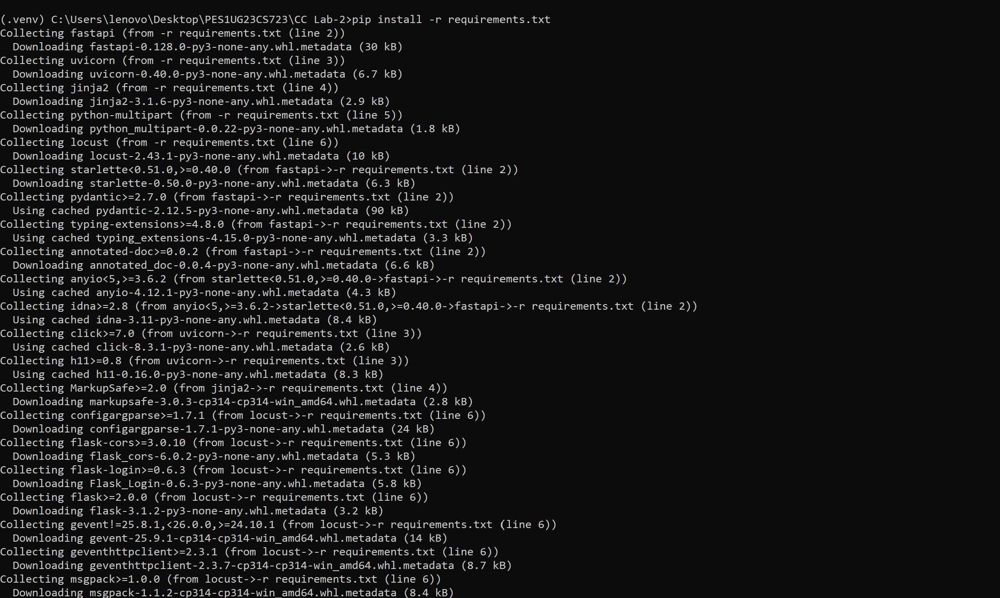 (.venv) C:\Users\lenovo\Desktop\PES1UG23CS723\CC Lab-2>pip install -r requirements.txt
Collecting fastapi (from -r requirements.txt (line 2))
  Downloading fastapi-0.128.0-py3-none-any.whl.metadata (30 kB)
Collecting uvicorn (from -r requirements.txt (line 3))
  Downloading uvicorn-0.40.0-py3-none-any.whl.metadata (6.7 kB)
Collecting jinja2 (from -r requirements.txt (line 4))
  Downloading jinja2-3.1.6-py3-none-any.whl.metadata (2.9 kB)
Collecting python-multipart (from -r requirements.txt (line 5))
  Downloading python_multipart-0.0.22-py3-none-any.whl.metadata (1.8 kB)
Collecting locust (from -r requirements.txt (line 6))
  Downloading locust-2.43.1-py3-none-any.whl.metadata (10 kB)
Collecting starlette<0.51.0,>=0.40.0 (from fastapi->-r requirements.txt (line 2))
  Downloading starlette-0.50.0-py3-none-any.whl.metadata (6.3 kB)
Collecting pydantic>=2.7.0 (from fastapi->-r requirements.txt (line 2))
  Using cached pydantic-2.12.5-py3-none-any.whl.metadata (90 kB)
Collecting typing-extensions>=4.8.0 (from fastapi->-r requirements.txt (line 2))
  Using cached typing_extensions-4.15.0-py3-none-any.whl.metadata (3.3 kB)
Collecting annotated-doc>=0.0.2 (from fastapi->-r requirements.txt (line 2))
  Downloading annotated_doc-0.0.4-py3-none-any.whl.metadata (6.6 kB)
Collecting anyio<5,>=3.6.2 (from starlette<0.51.0,>=0.40.0->fastapi->-r requirements.txt (line 2))
  Using cached anyio-4.12.1-py3-none-any.whl.metadata (4.3 kB)
Collecting idna>=2.8 (from anyio<5,>=3.6.2->starlette<0.51.0,>=0.40.0->fastapi->-r requirements.txt (line 2))
  Using cached idna-3.11-py3-none-any.whl.metadata (8.4 kB)
Collecting click>=7.0 (from uvicorn->-r requirements.txt (line 3))
  Using cached click-8.3.1-py3-none-any.whl.metadata (2.6 kB)
Collecting h11>=0.8 (from uvicorn->-r requirements.txt (line 3))
  Using cached h11-0.16.0-py3-none-any.whl.metadata (8.3 kB)
Collecting MarkupSafe>=2.0 (from jinja2->-r requirements.txt (line 4))
  Downloading markupsafe-3.0.3-cp314-cp314-win_amd64.whl.metadata (2.8 kB)
Collecting configargparse>=1.7.1 (from locust->-r requirements.txt (line 6))
  Downloading configargparse-1.7.1-py3-none-any.whl.metadata (24 kB)
Collecting flask-cors>=3.0.10 (from locust->-r requirements.txt (line 6))
  Downloading flask_cors-6.0.2-py3-none-any.whl.metadata (5.3 kB)
Collecting flask-login>=0.6.3 (from locust->-r requirements.txt (line 6))
  Downloading Flask_Login-0.6.3-py3-none-any.whl.metadata (5.8 kB)
Collecting flask>=2.0.0 (from locust->-r requirements.txt (line 6))
  Downloading flask-3.1.2-py3-none-any.whl.metadata (3.2 kB)
Collecting gevent!=25.8.1,<26.0.0,>=24.10.1 (from locust->-r requirements.txt (line 6))
  Downloading gevent-25.9.1-cp314-cp314-win_amd64.whl.metadata (14 kB)
Collecting geventhttpclient>=2.3.1 (from locust->-r requirements.txt (line 6))
  Downloading geventhttpclient-2.3.7-cp314-cp314-win_amd64.whl.metadata (8.7 kB)
Collecting msgpack>=1.0.0 (from locust->-r requirements.txt (line 6))
  Downloading msgpack-1.1.2-cp314-cp314-win_amd64.whl.metadata (8.4 kB)